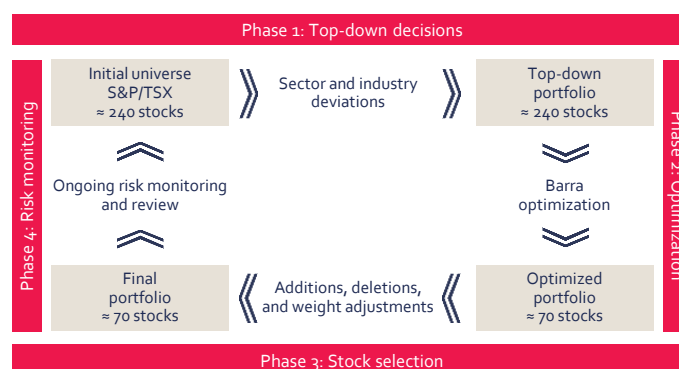 Phase 1: Top-down decisions
Initial universe
S&P/TSX
≈ 240 stocks
Sector and industry
deviations
Top-down
portfolio
≈ 240 stocks
Phase 2: Optimization
Barra
optimization
Optimized
portfolio
≈ 70 stocks
Additions, deletions,
and weight adjustments
Final
portfolio
≈ 70 stocks
Phase 3: Stock selection
Phase 4: Risk monitoring
Ongoing risk monitoring
and review